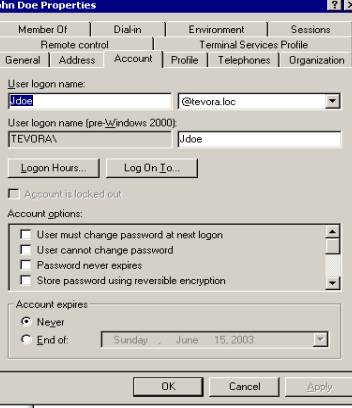 ohn Doe Properties
Member Of Dial-in Environment Sessions
Remote control Terminal Services Profile
General Address Account Profile Telephones Organization
User logon name:
Jdoe @tevora.loc
User logon name (pre-Windows 2000):
TEVORA\ Jdoe
Logon Hours... Log On To...
Account is locked out
Account options:
User must change password at next logon
User cannot change password
Password never expires
Store password using reversible encryption
Account expires
Never
End of: Sunday , June 15, 2003
OK Cancel Apply